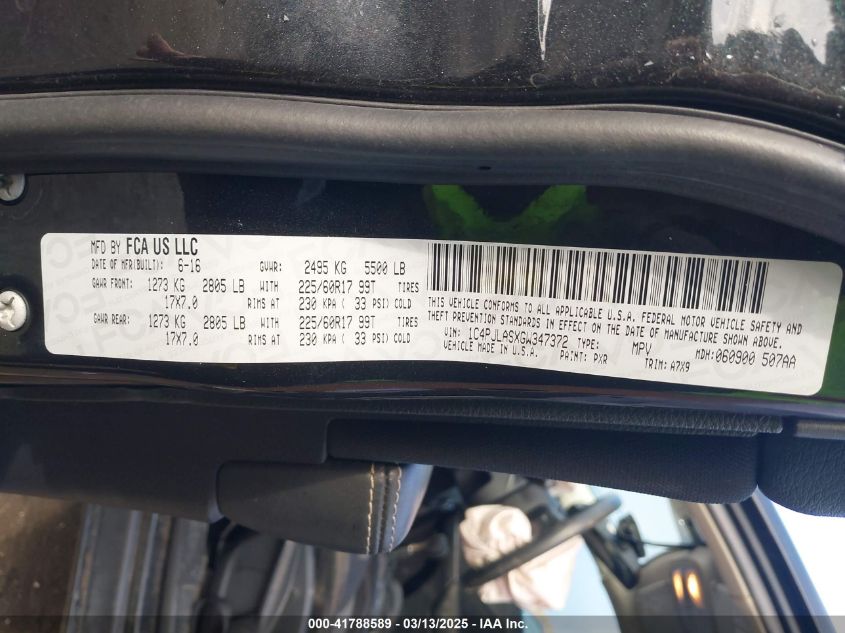 MFD BY FCA US LLC
DATE OF MFR(BUILT): 6-16 GVWR: 2495 KG 5500 LB
GAWR FRONT: 1273 KG 2805 LB WITH 225/60R17 99T TIRES
17X7.0 RIMS AT 230 KPA ( 33 PSI) COLD
GAWR REAR: 1273 KG 2805 LB WITH 225/60R17 99T TIRES
17X7.0 RIMS AT 230 KPA ( 33 PSI) COLD
THIS VEHICLE CONFORMS TO ALL APPLICABLE U.S.A. FEDERAL MOTOR VEHICLE SAFETY AND
THEFT PREVENTION STANDARDS IN EFFECT ON THE DATE OF MANUFACTURE SHOWN ABOVE.
VIN: 1C4PJLASXGW347372 TYPE: MPV MDH:060900 507AA
VEHICLE MADE IN U.S.A. PAINT: PXR TRIM: A7X9
000-41788589 - 03/13/2025 - IAA Inc.